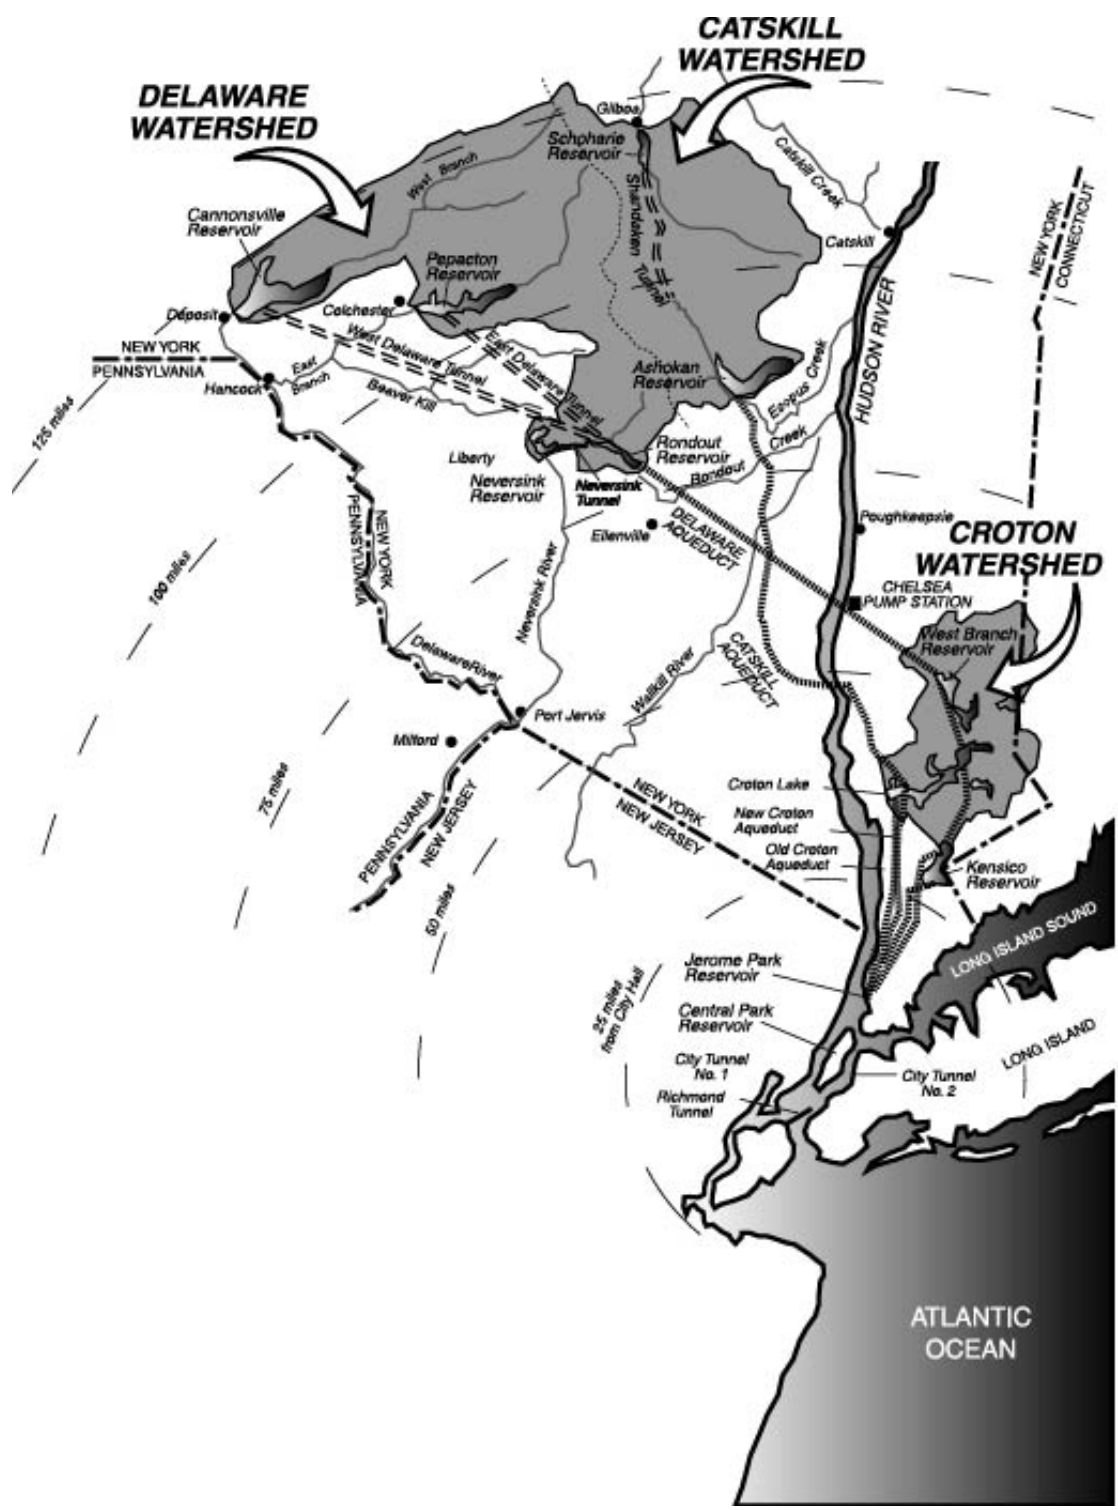 CATSKILL
WATERSHED
DELAWARE
WATERSHED
Gilboa
Schoharie
Reservoir
West Branch
Catskill Creek
Shandaken Tunnel
Cannonsville
Reservoir
Catskill
NEW YORK
CONNECTICUT
Pepacton
Reservoir
Colchester
Deposit
HUDSON RIVER
West Delaware Tunnel
East Delaware Tunnel
NEW YORK
PENNSYLVANIA
East
Branch
Hancock
Beaver Kill
Ashokan
Reservoir
Esopus Creek
125 miles
Rondout
Reservoir
Rondout Creek
Liberty
Neversink
Reservoir
Neversink
Tunnel
Ellenville
DELAWARE
AQUEDUCT
Poughkeepsie
CROTON
WATERSHED
PENNSYLVANIA
NEW YORK
100 miles
Neversink River
CHELSEA
PUMP STATION
West Branch
Reservoir
Delaware River
CATSKILL
AQUEDUCT
Wallkill River
Port Jervis
Milford
75 miles
PENNSYLVANIA
NEW JERSEY
NEW YORK
NEW JERSEY
Croton Lake
New Croton
Aqueduct
Old Croton
Aqueduct
Kensico
Reservoir
50 miles
LONG ISLAND SOUND
Jerome Park
Reservoir
25 miles
from City Hall
Central Park
Reservoir
LONG ISLAND
City Tunnel
No. 1
City Tunnel
No. 2
Richmond
Tunnel
ATLANTIC
OCEAN